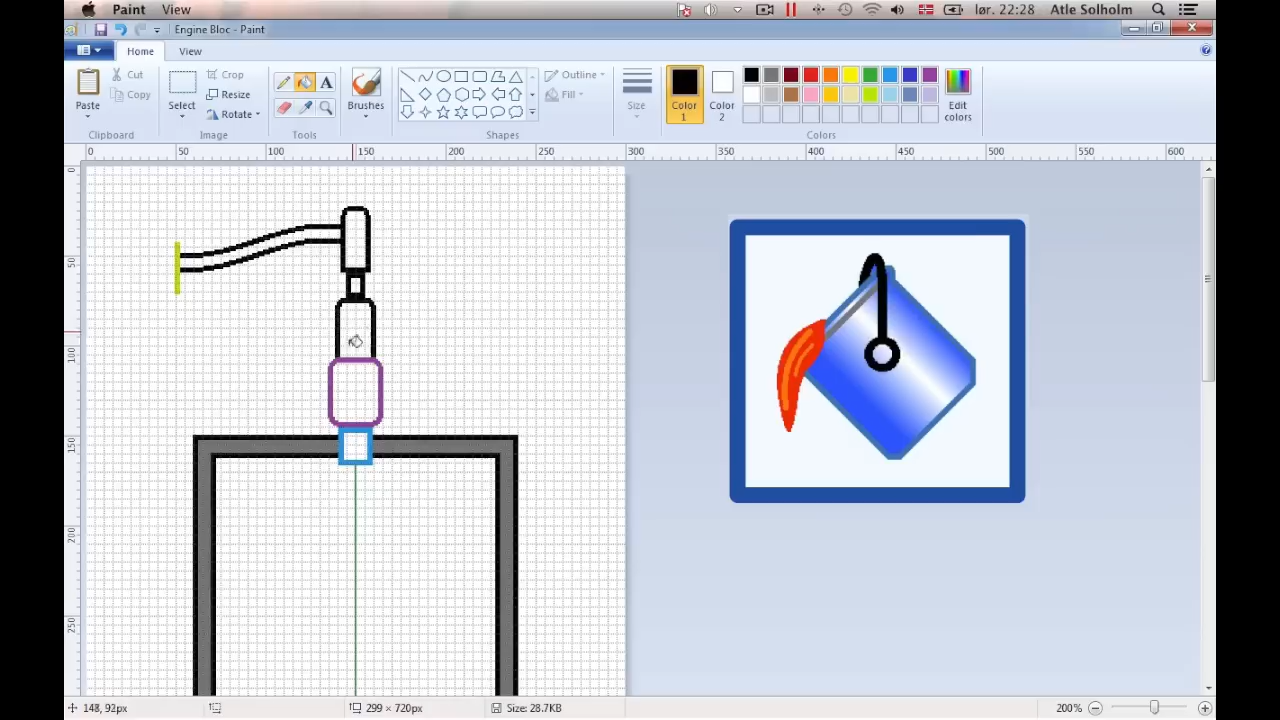 Paint View lør. 22:28 Atle Solholm
Engine Bloc - Paint
Home View
Paste
Cut
Copy
Clipboard
Select
Crop
Resize
Rotate
Image
A
Tools
Brushes
Outline
Fill
Shapes
Size
Color 1
Color 2
Edit colors
Colors
0 50 100 150 200 250 300 350 400 450 500 550 600
0
50
100
150
200
250
148, 92px 299 × 720px Size: 28.7KB 200%